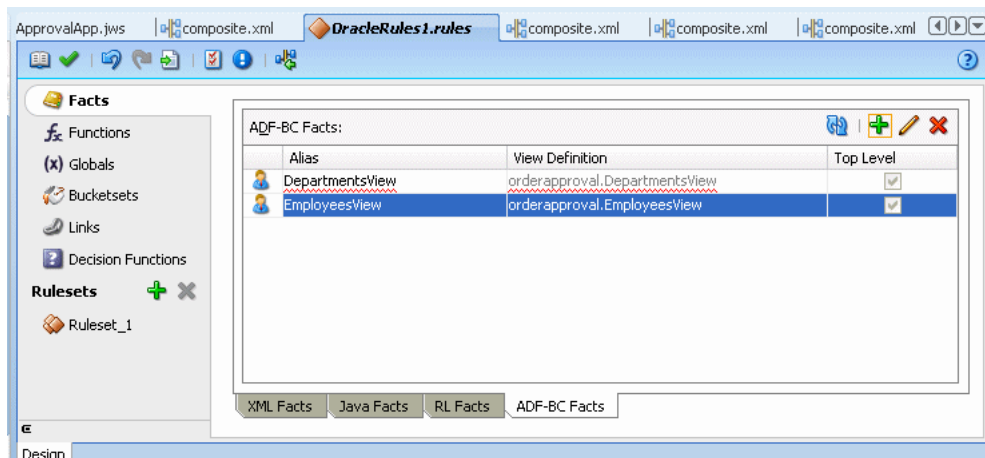 ApprovalApp.jws composite.xml OracleRules1.rules composite.xml composite.xml composite.xml
Facts
Functions
Globals
Bucketsets
Links
Decision Functions
Rulesets
Ruleset_1
ADF-BC Facts:
Alias View Definition Top Level
DepartmentsView orderapproval.DepartmentsView
EmployeesView orderapproval.EmployeesView
XML Facts Java Facts RL Facts ADF-BC Facts
Design